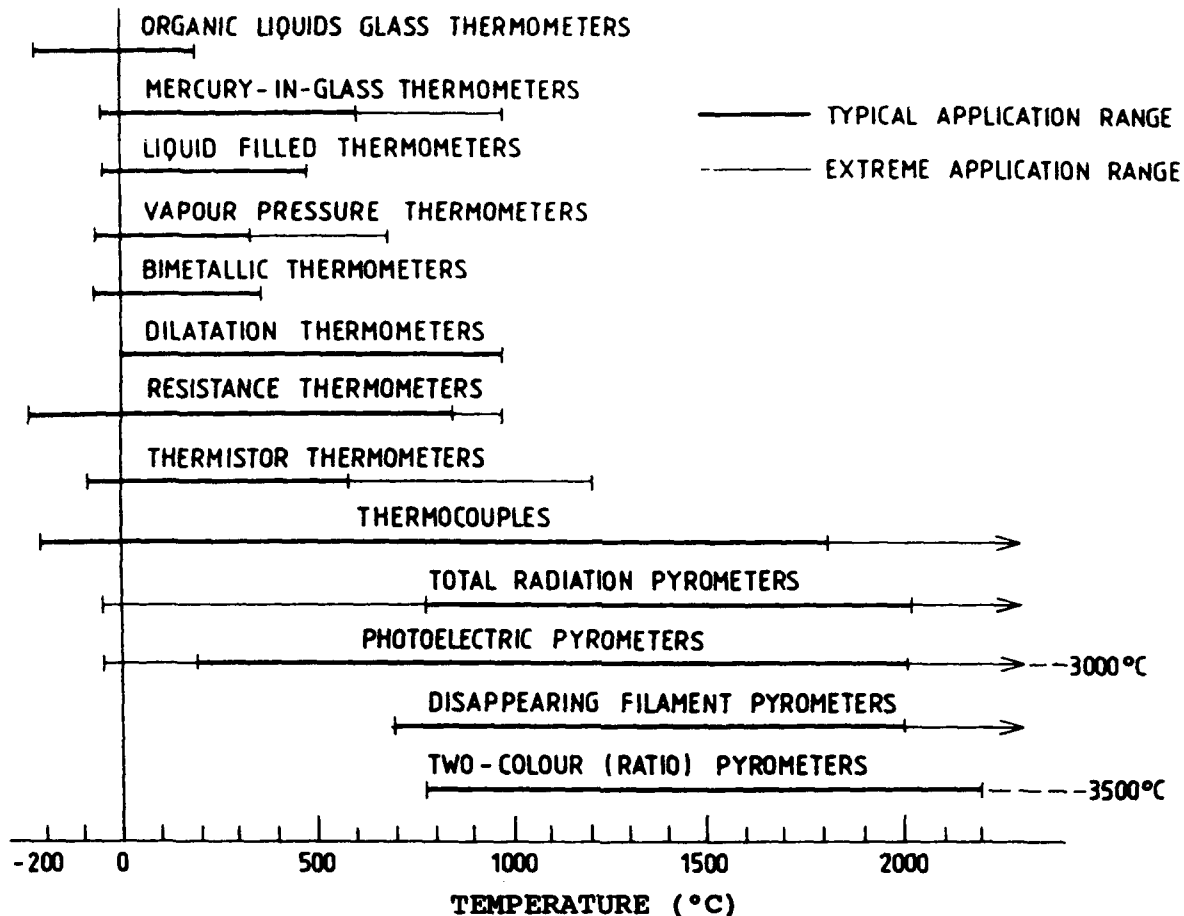 ORGANIC LIQUIDS GLASS THERMOMETERS
MERCURY-IN-GLASS THERMOMETERS
TYPICAL APPLICATION RANGE
LIQUID FILLED THERMOMETERS
EXTREME APPLICATION RANGE
VAPOUR PRESSURE THERMOMETERS
BIMETALLIC THERMOMETERS
DILATATION THERMOMETERS
RESISTANCE THERMOMETERS
THERMISTOR THERMOMETERS
THERMOCOUPLES
TOTAL RADIATION PYROMETERS
PHOTOELECTRIC PYROMETERS
3000°C
DISAPPEARING FILAMENT PYROMETERS
TWO-COLOUR (RATIO) PYROMETERS
3500°C
-200 0 500 1000 1500 2000
TEMPERATURE (°C)